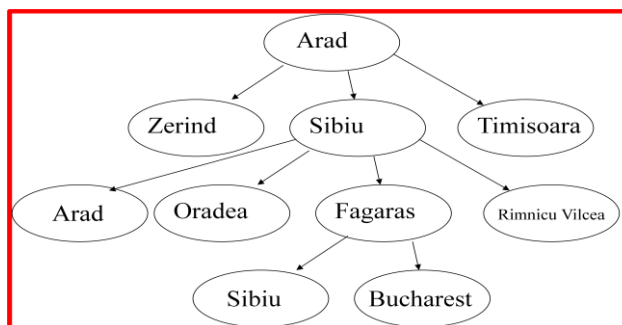 Arad
Zerind
Sibiu
Timisoara
Arad
Oradea
Fagaras
Rimnicu Vilcea
Sibiu
Bucharest